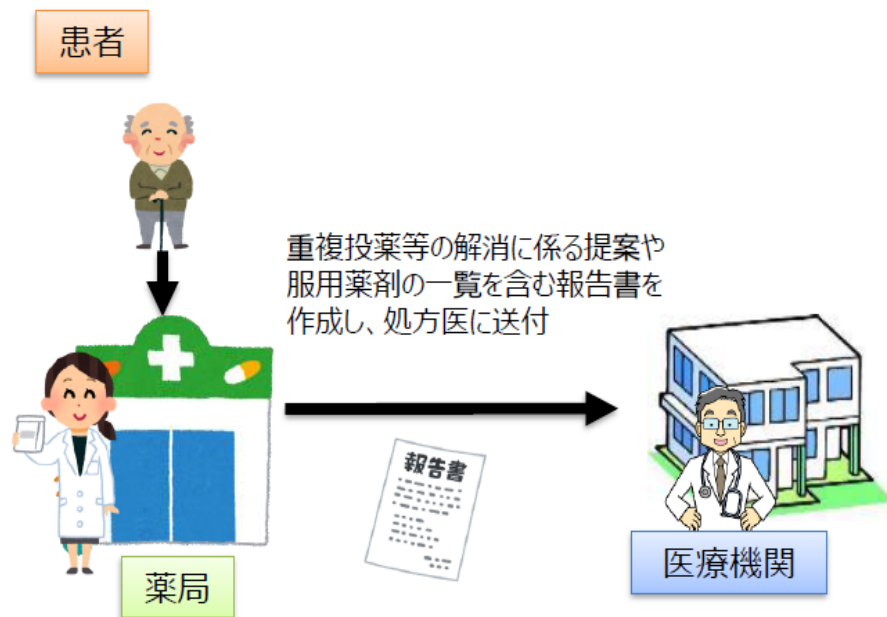 患者
重複投薬等の解消に係る提案や
服用薬剤の一覧を含む報告書を
作成し、処方医に送付
報告書
医療機関
薬局